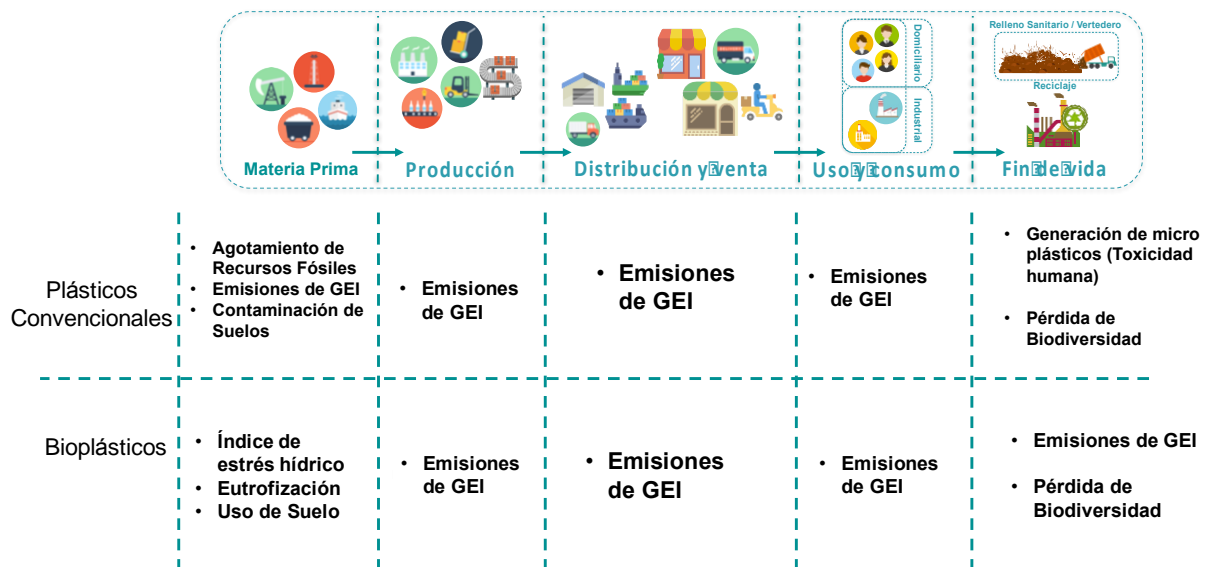 Relleno Sanitario / Vertedero
Reciclaje
Domiciliario
Industrial
Materia Prima
Producción
Distribución y venta
Uso y consumo
Fin de vida
Plásticos
Convencionales
• Agotamiento de
Recursos Fósiles
• Emisiones de GEI
• Contaminación de
Suelos
• Emisiones
de GEI
• Emisiones
de GEI
• Emisiones
de GEI
• Generación de micro
plásticos (Toxicidad
humana)
• Pérdida de
Biodiversidad
Bioplásticos
• Índice de
estrés hídrico
• Eutrofización
• Uso de Suelo
• Emisiones
de GEI
• Emisiones
de GEI
• Emisiones
de GEI
• Emisiones de GEI
• Pérdida de
Biodiversidad